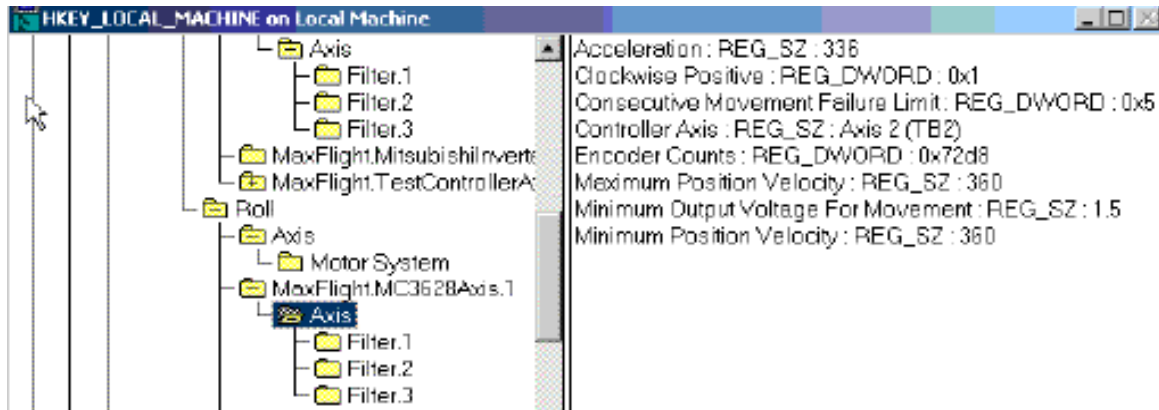 HKEY_LOCAL_MACHINE on Local Machine
Axis
Filter.1
Filter.2
Filter.3
MaxFlight.MitsubishiInverte
MaxFlight.TestControllerA
Roll
Axis
Motor System
MaxFlight.MC3628Axis.1
Axis
Filter.1
Filter.2
Filter.3
Acceleration : REG_SZ : 336
Clockwise Positive : REG_DWORD : 0x1
Consecutive Movement Failure Limit : REG_DWORD : 0x5
Controller Axis : REG_SZ : Axis 2 (TB2)
Encoder Counts : REG_DWORD : 0x72d8
Maximum Position Velocity : REG_SZ : 360
Minimum Output Voltage For Movement : REG_SZ : 1.5
Minimum Position Velocity : REG_SZ : 360